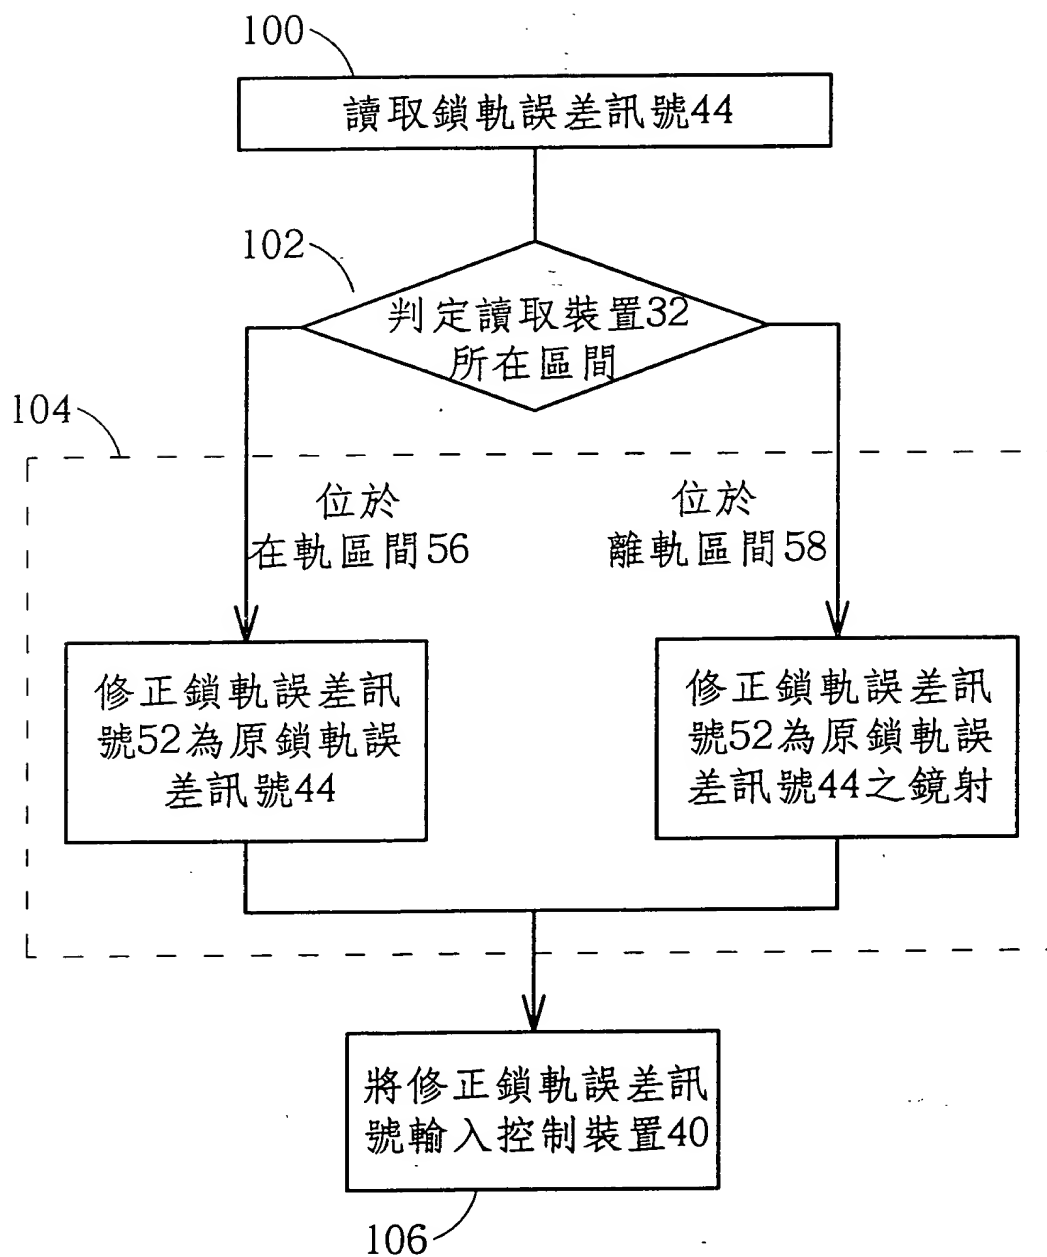 100
讀取鎖軌誤差訊號44
102
判定讀取裝置32
所在區間
104
位於
在軌區間56
位於
離軌區間58
修正鎖軌誤差訊
號52為原鎖軌誤
差訊號44
修正鎖軌誤差訊
號52為原鎖軌誤
差訊號44之鏡射
將修正鎖軌誤差訊
號輸入控制裝置40
106